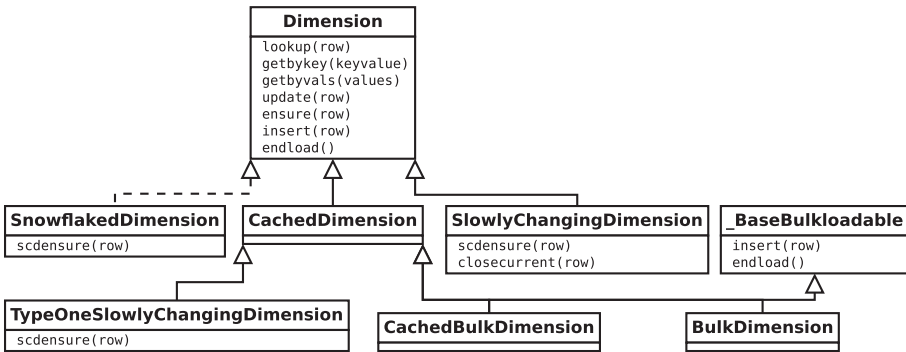 Dimension
lookup(row)
getbykey(keyvalue)
getbyvals(values)
update(row)
ensure(row)
insert(row)
endload()
SnowflakedDimension
scdensure(row)
CachedDimension
SlowlyChangingDimension
scdensure(row)
closecurrent(row)
_BaseBulkloadable
insert(row)
endload()
TypeOneSlowlyChangingDimension
scdensure(row)
CachedBulkDimension
BulkDimension